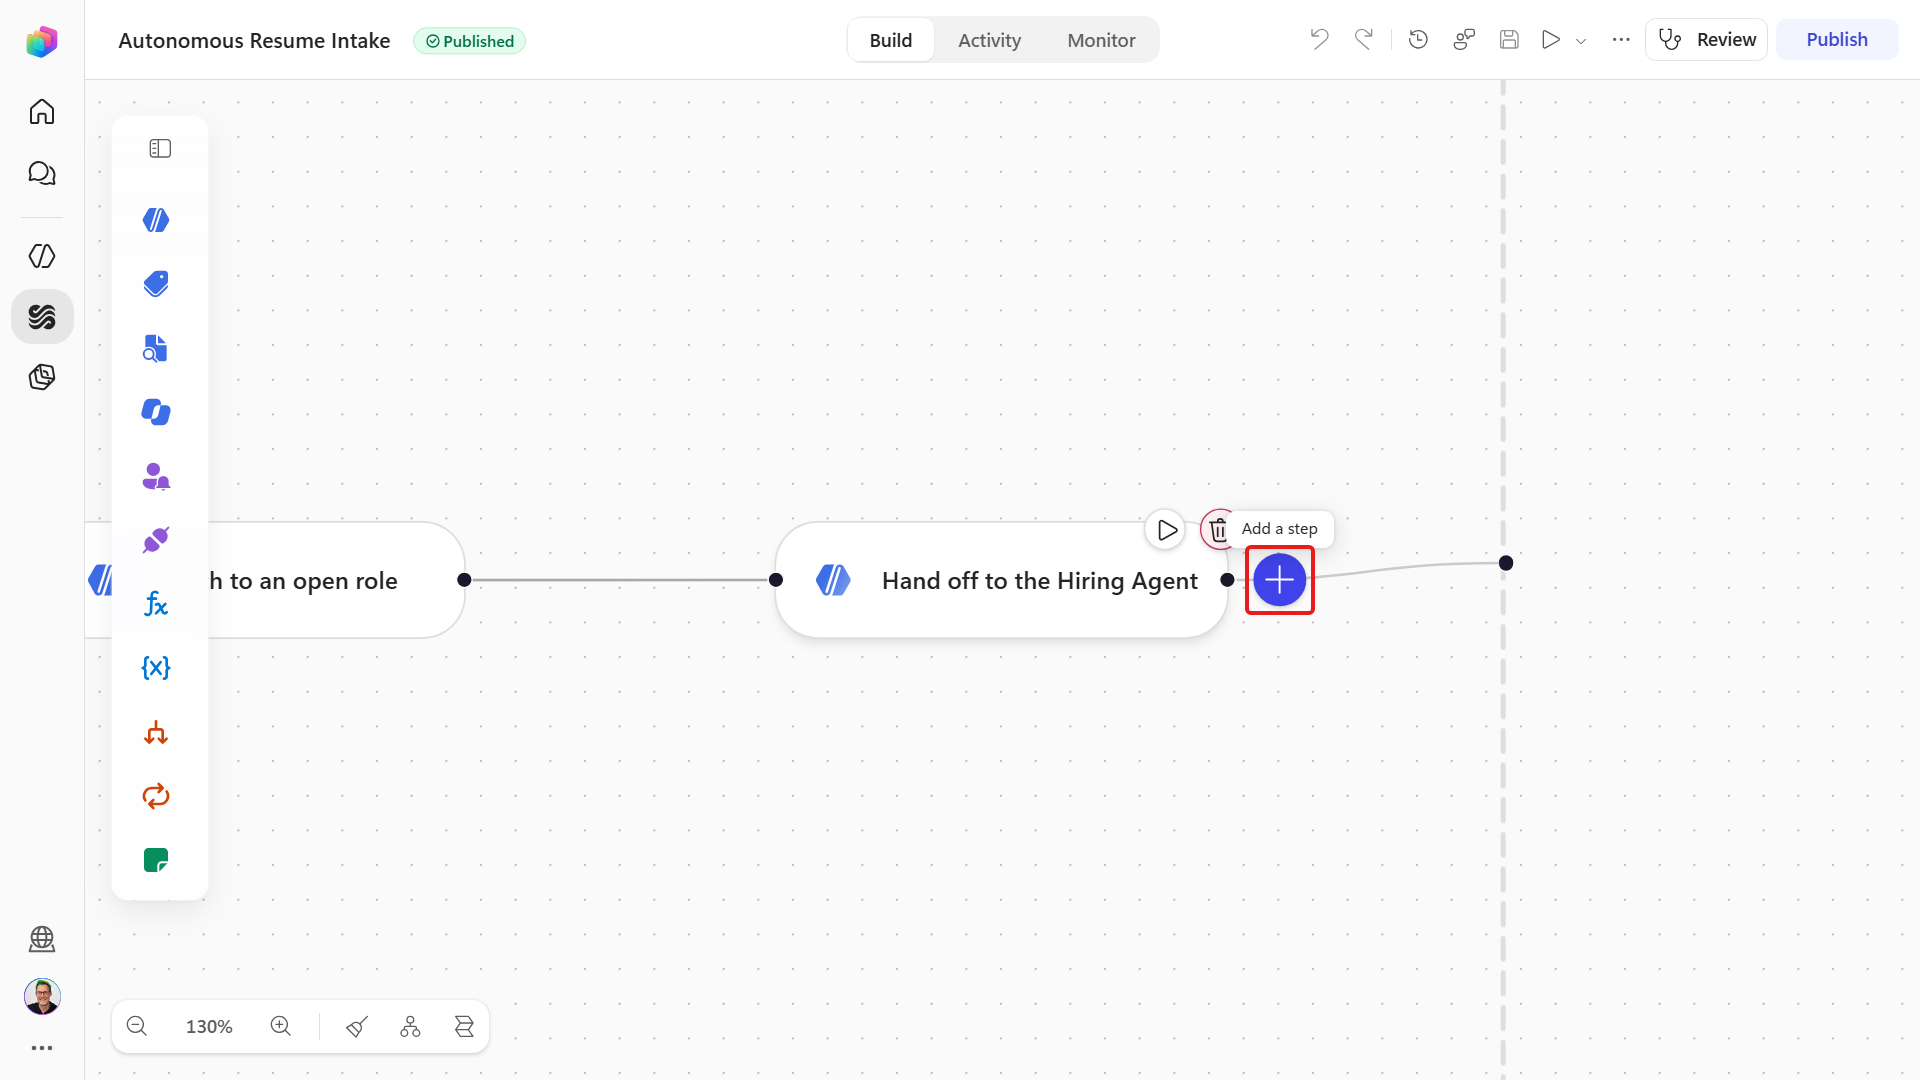 Autonomous Resume Intake
Published
Build
Activity
Monitor
Review
Publish
Add a step
h to an open role
Hand off to the Hiring Agent
fx
{x}
130%